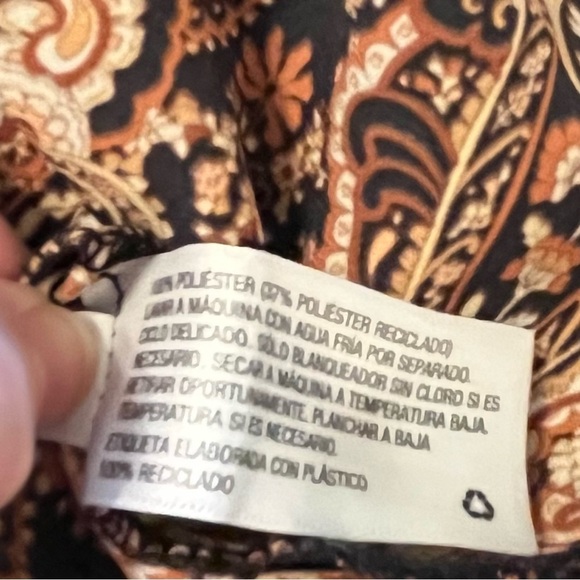 100% POLIÉSTER (97% POLIÉSTER RECICLADO)
LAVAR A MÁQUINA CON AGUA FRÍA POR SEPARADO.
CICLO DELICADO. SÓLO BLANQUEADOR SIN CLORO SI ES
NECESARIO. SECAR A MÁQUINA A TEMPERATURA BAJA.
RETIRAR OPORTUNAMENTE. PLANCHAR A BAJA
TEMPERATURA SI ES NECESARIO.
ETIQUETA ELABORADA CON PLÁSTICO
100% RECICLADO